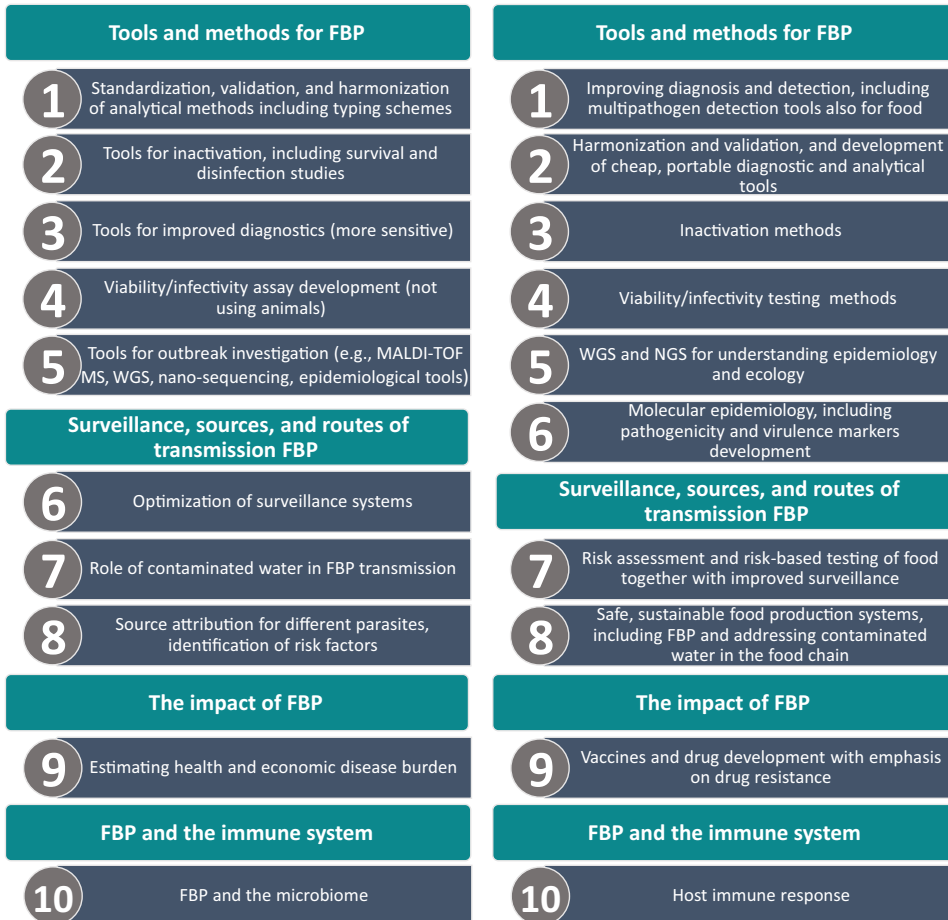 Tools and methods for FBP
1
Standardization, validation, and harmonization
of analytical methods including typing schemes
2
Tools for inactivation, including survival and
disinfection studies
3
Tools for improved diagnostics (more sensitive)
4
Viability/infectivity assay development (not
using animals)
5
Tools for outbreak investigation (e.g., MALDI-TOF
MS, WGS, nano-sequencing, epidemiological tools)
Surveillance, sources, and routes of
transmission FBP
6
Optimization of surveillance systems
7
Role of contaminated water in FBP transmission
8
Source attribution for different parasites,
identification of risk factors
The impact of FBP
9
Estimating health and economic disease burden
FBP and the immune system
10
FBP and the microbiome
Tools and methods for FBP
1
Improving diagnosis and detection, including
multipathogen detection tools also for food
2
Harmonization and validation, and development
of cheap, portable diagnostic and analytical
tools
3
Inactivation methods
4
Viability/infectivity testing methods
5
WGS and NGS for understanding epidemiology
and ecology
6
Molecular epidemiology, including
pathogenicity and virulence markers
development
Surveillance, sources, and routes of
transmission FBP
7
Risk assessment and risk-based testing of food
together with improved surveillance
8
Safe, sustainable food production systems,
including FBP and addressing contaminated
water in the food chain
The impact of FBP
9
Vaccines and drug development with emphasis
on drug resistance
FBP and the immune system
10
Host immune response